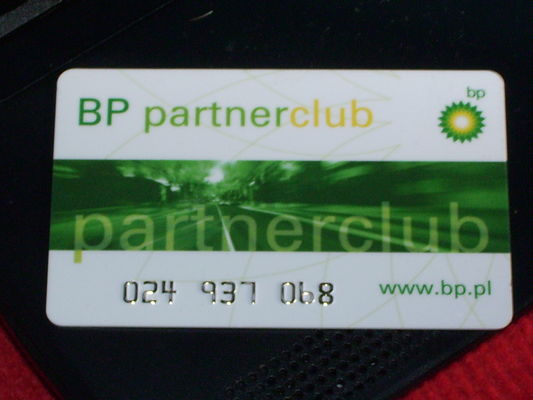 BP partnerclub
bp
partnerclub
024 937 068
www.bp.pl